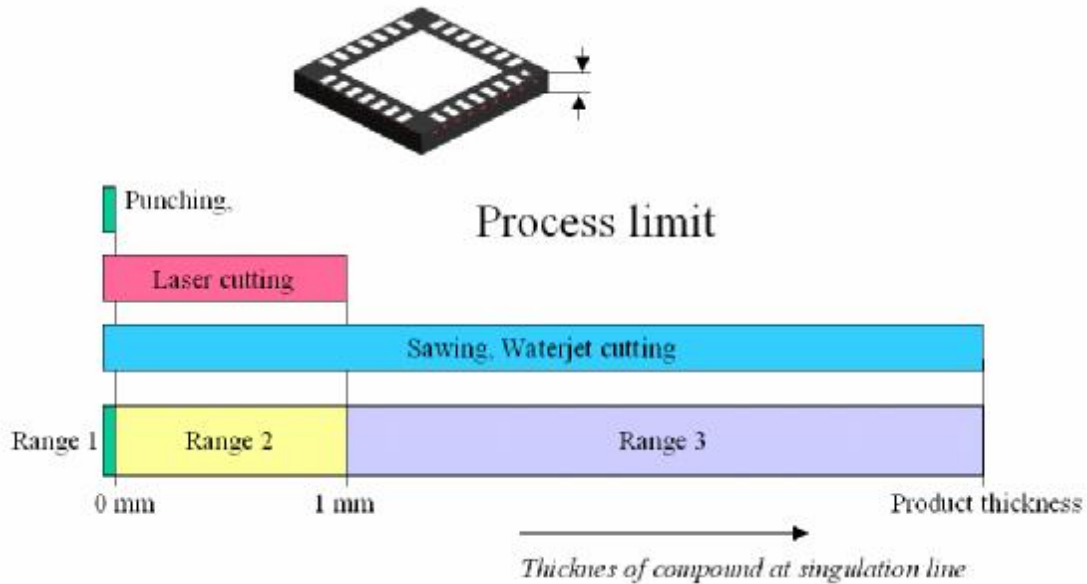 Punching,
Process limit
Laser cutting
Sawing, Waterjet cutting
Range 1
Range 2
Range 3
0 mm
1 mm
Product thickness
Thicknes of compound at singulation line